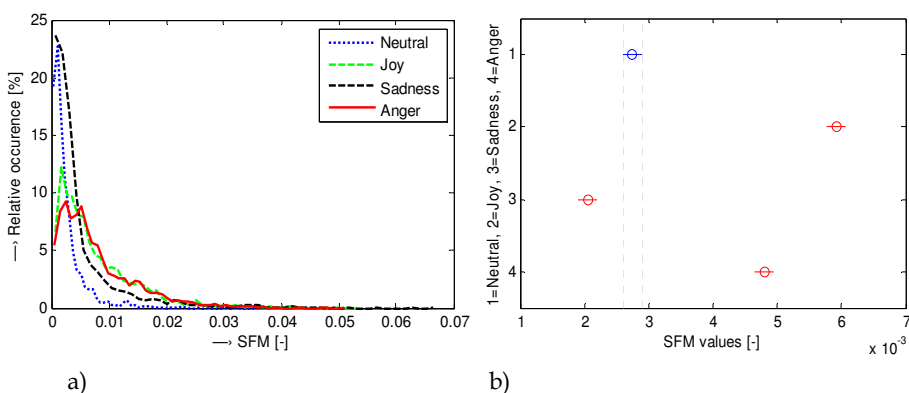 25
20
15
10
5
0
—› Relative occurence [%]
Neutral
Joy
Sadness
Anger
0 0.01 0.02 0.03 0.04 0.05 0.06 0.07
—› SFM [-]
a)
1
2
3
4
1=Neutral, 2=Joy, 3=Sadness, 4=Anger
2 3 4 5 6 7
SFM values [-]
x 10⁻³
b)